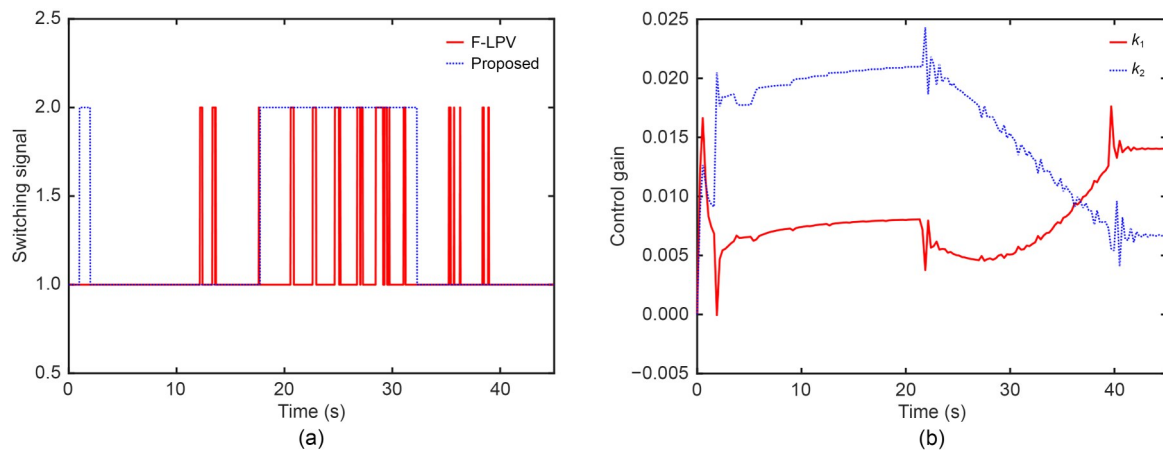 2.5
F-LPV
Proposed
2.0
1.5
1.0
0.5
Switching signal
0 10 20 30 40
Time (s)
(a)
0.025
k1
k2
0.020
0.015
0.010
0.005
0.000
−0.005
Control gain
0 10 20 30 40
Time (s)
(b)